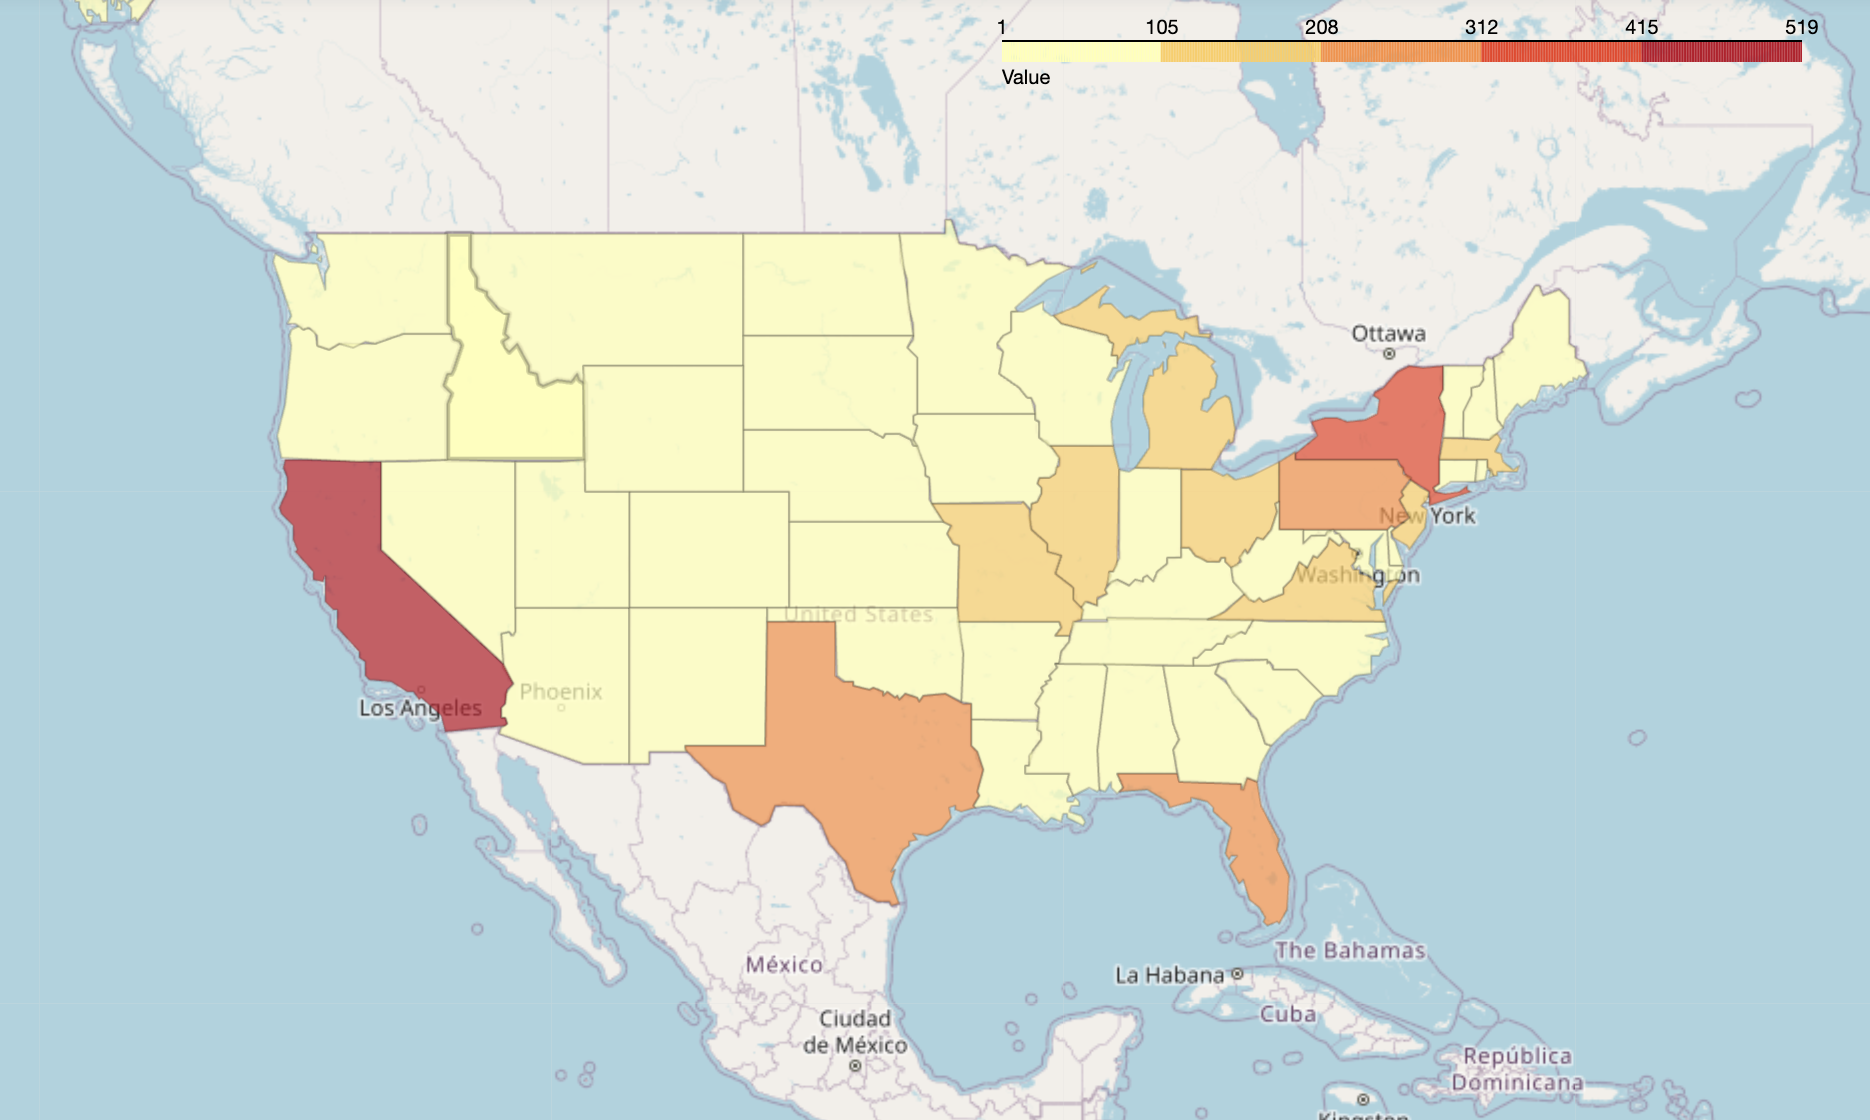 1 105 208 312 415 519
Value
Ottawa
New York
Washington
United States
Phoenix
Los Angeles
The Bahamas
México
La Habana
Cuba
Ciudad
de México
República
Dominicana
Kingston